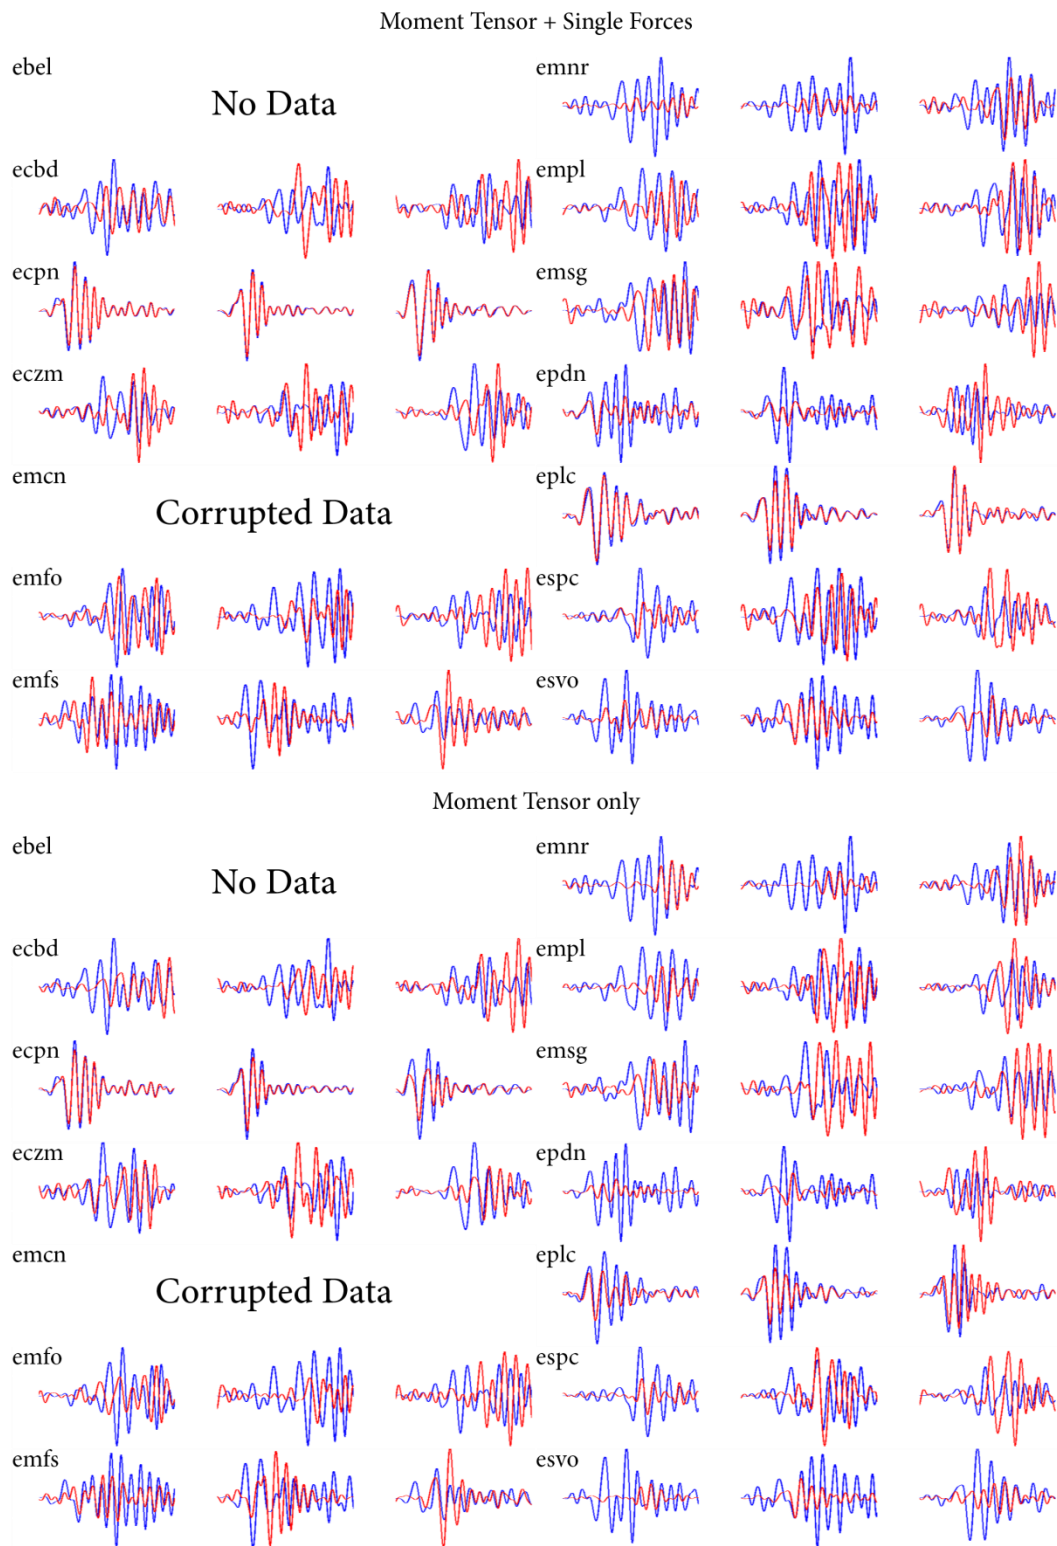 Moment Tensor + Single Forces
ebel
No Data
emnr
ecbd
empl
ecpn
emsg
eczm
epdn
emcn
Corrupted Data
eplc
emfo
espc
emfs
esvo
Moment Tensor only
ebel
No Data
emnr
ecbd
empl
ecpn
emsg
eczm
epdn
emcn
Corrupted Data
eplc
emfo
espc
emfs
esvo